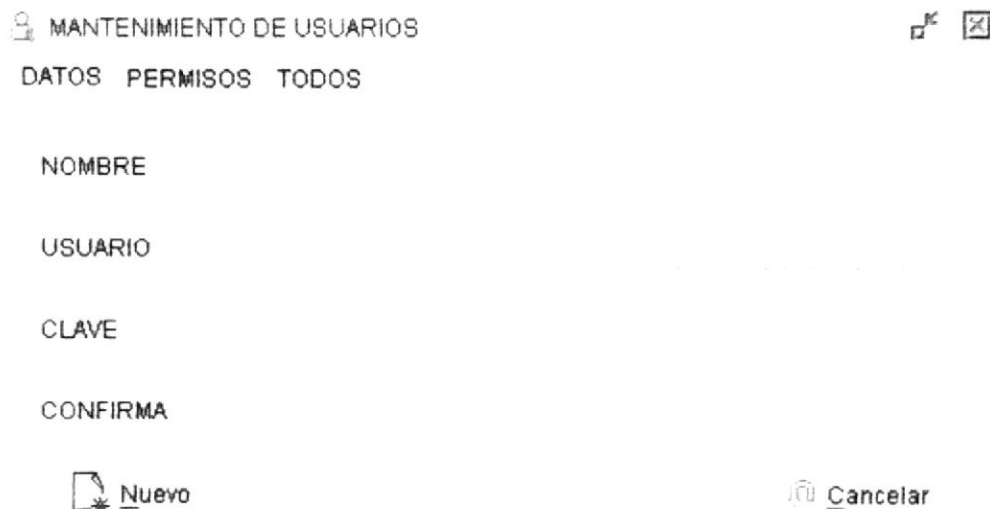 MANTENIMIENTO DE USUARIOS
DATOS PERMISOS TODOS
NOMBRE
USUARIO
CLAVE
CONFIRMA
Nuevo Cancelar